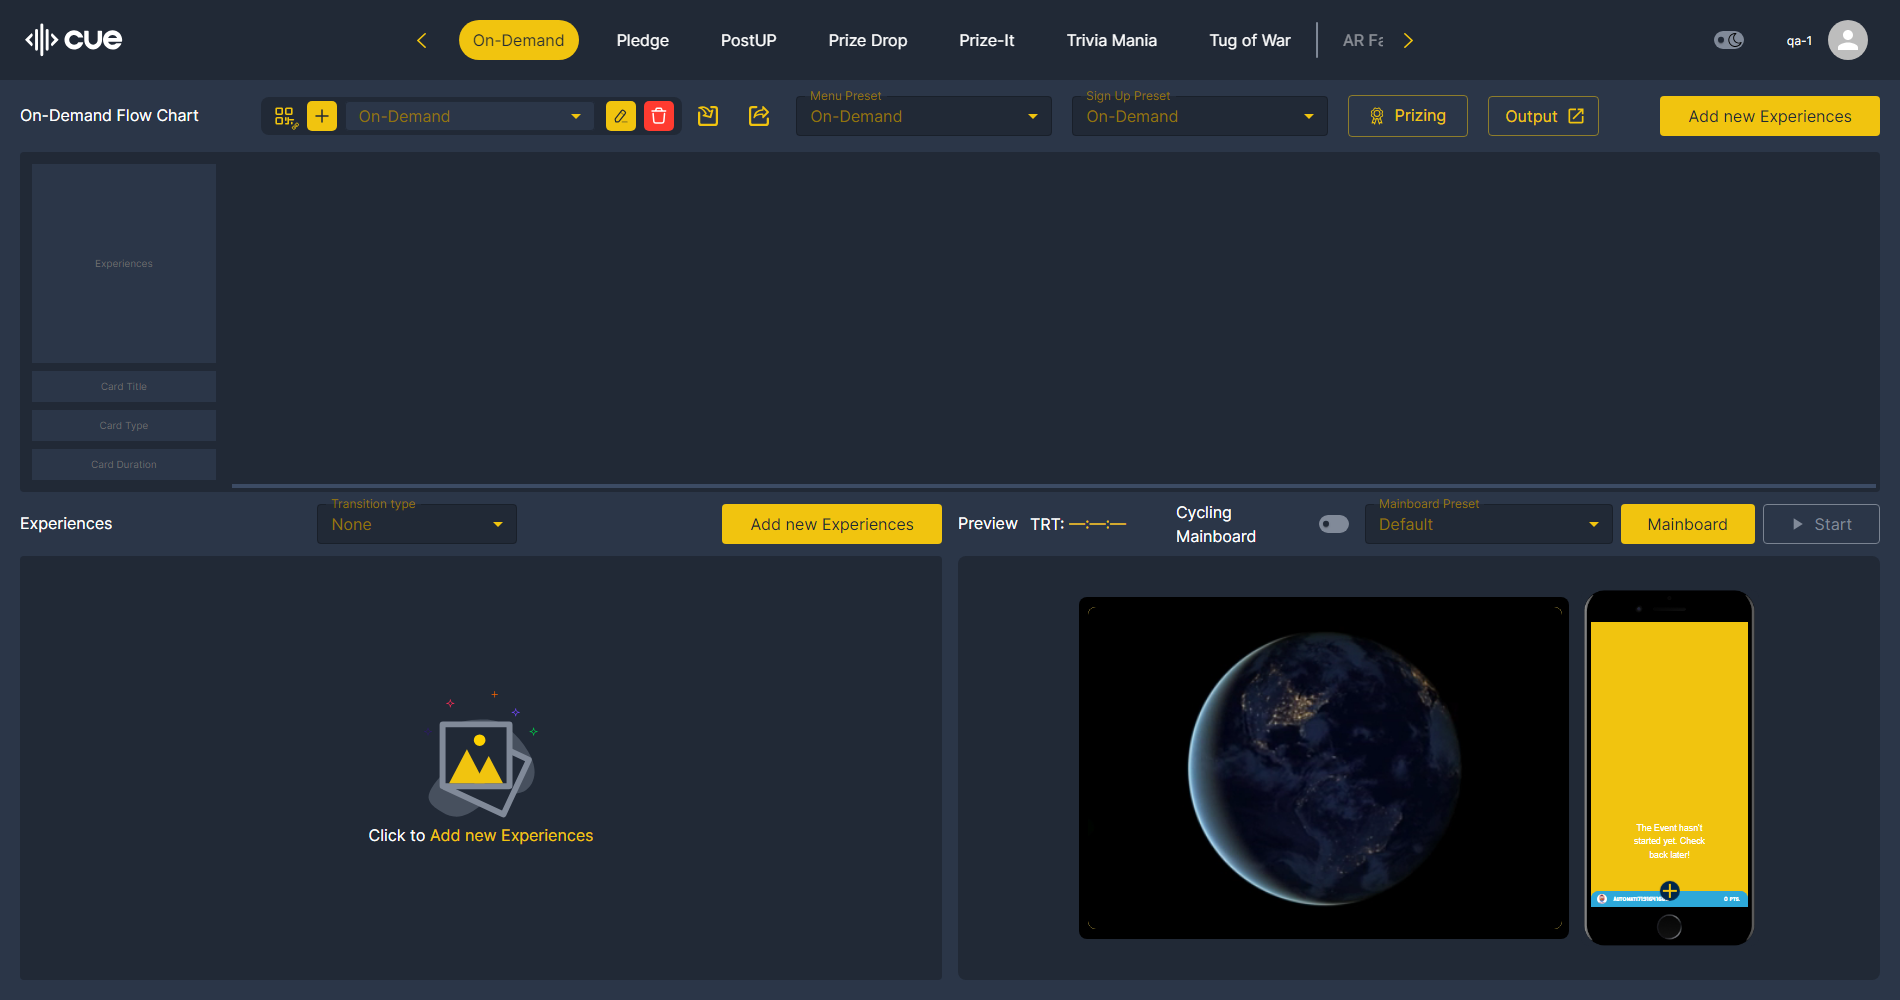 cue
On-Demand
Pledge
PostUP
Prize Drop
Prize-It
Trivia Mania
Tug of War
AR Fa
qa-1
On-Demand Flow Chart
On-Demand
Menu Preset
On-Demand
Sign Up Preset
On-Demand
Prizing
Output
Add new Experiences
Experiences
Card Title
Card Type
Card Duration
Experiences
Transition type
None
Add new Experiences
Preview
TRT: —:—:—
Cycling
Mainboard
Mainboard Preset
Default
Mainboard
Start
Click to Add new Experiences
The Event hasn't
started yet. Check
back later!
0 PTS.